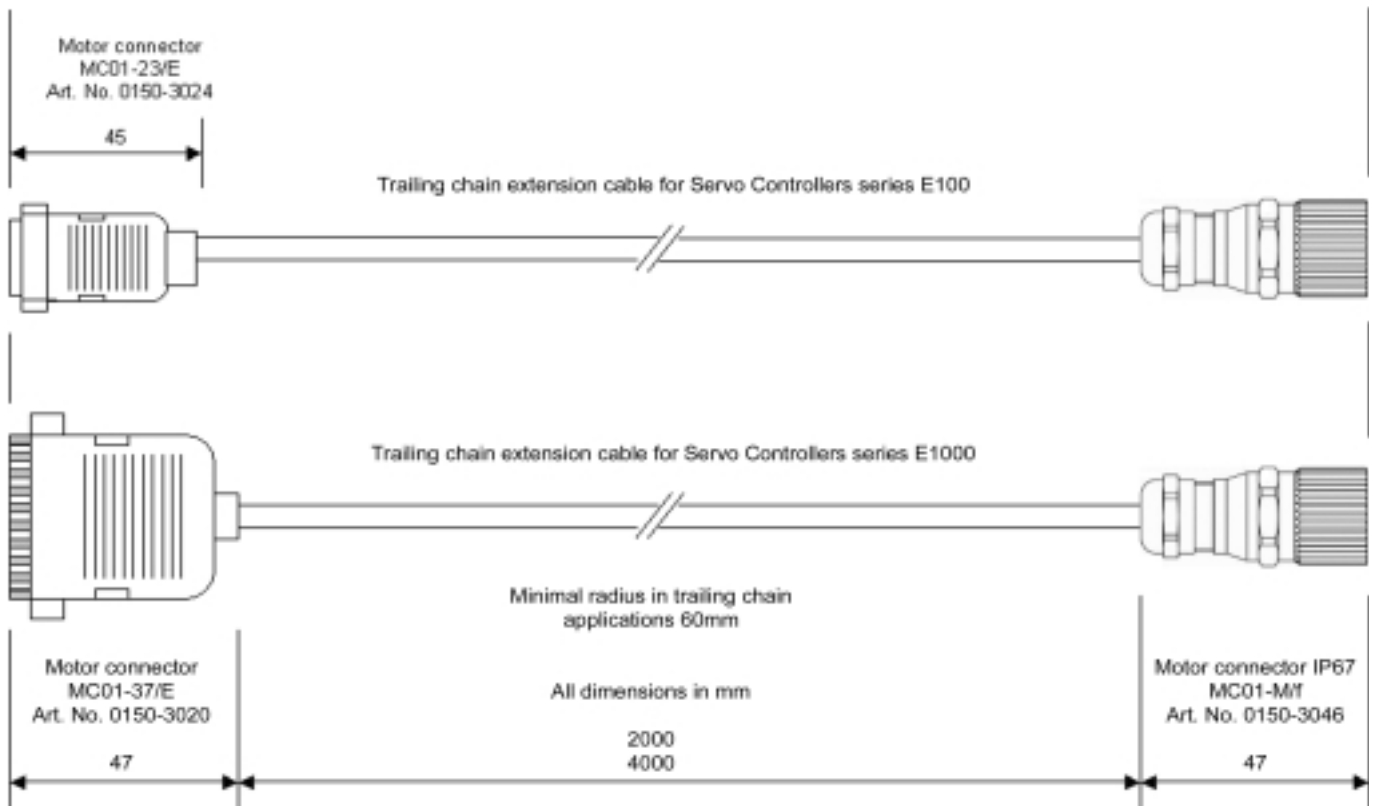 Motor connector
MC01-23/E
Art. No. 0150-3024
45
Trailing chain extension cable for Servo Controllers series E100
Trailing chain extension cable for Servo Controllers series E1000
Minimal radius in trailing chain
applications 60mm
Motor connector
MC01-37/E
Art. No. 0150-3020
47
All dimensions in mm
2000
4000
Motor connector IP67
MC01-M/f
Art. No. 0150-3046
47